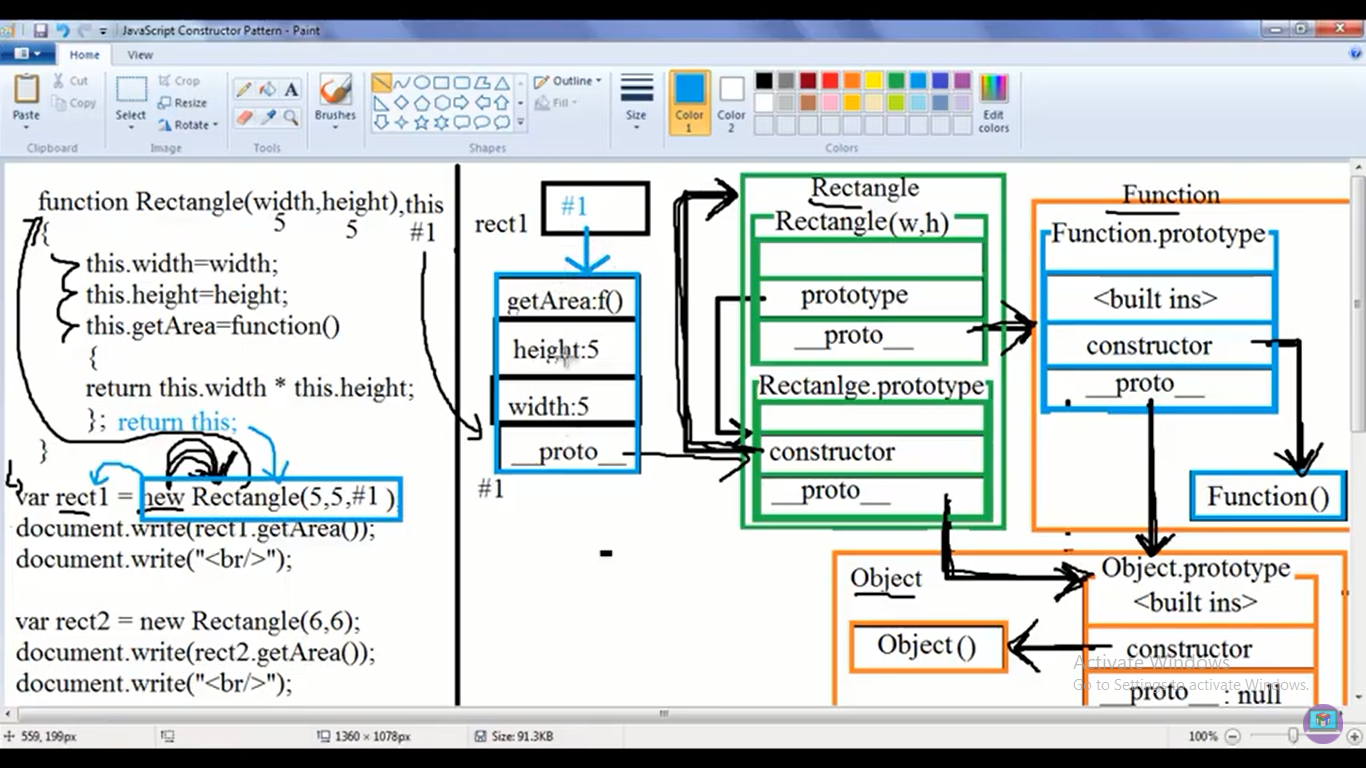 JavaScript Constructor Pattern - Paint
Home View
Paste
Cut
Copy
Clipboard
Select
Crop
Resize
Rotate
Image
A
Tools
Brushes
Outline
Fill
Shapes
Size
Color 1
Color 2
Edit colors
Colors
function Rectangle(width,height),this
5 5 #1
{
this.width=width;
this.height=height;
this.getArea=function()
{
return this.width * this.height;
}; return this;
}
var rect1 = new Rectangle(5,5,#1 )
document.write(rect1.getArea());
document.write("<br/>");
var rect2 = new Rectangle(6,6);
document.write(rect2.getArea());
document.write("<br/>");
rect1
#1
getArea:f()
height:5
width:5
__proto__
#1
Rectangle
Rectangle(w,h)
prototype
__proto__
Rectanlge.prototype
constructor
__proto__
Function
Function.prototype
<built ins>
constructor
__proto__
Function()
Object
Object()
Object.prototype
<built ins>
constructor
__proto__ : null
Activate Windows
Go to Settings to activate Windows.
559, 199px
1360 × 1078px
Size: 91.3KB
100%